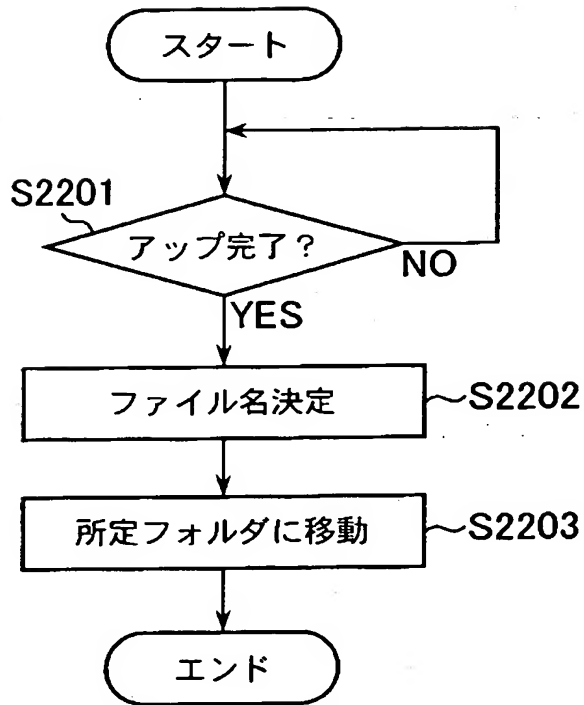 スタート
S2201
アップ完了?
NO
YES
ファイル名決定
S2202
所定フォルダに移動
S2203
エンド